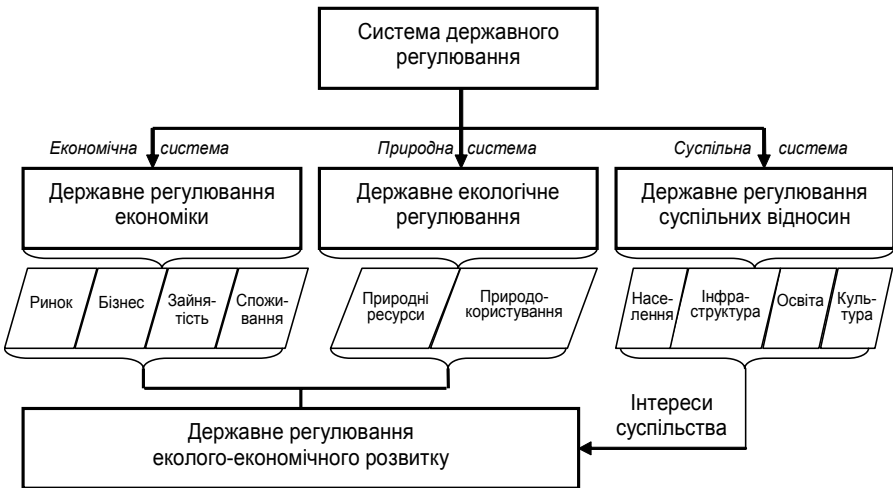 Система державного
регулювання
Економічна система
Природна система
Суспільна система
Державне регулювання
економіки
Державне екологічне
регулювання
Державне регулювання
суспільних відносин
Ринок
Бізнес
Зайня-
тість
Спожи-
вання
Природні
ресурси
Природо-
користування
Насе-
лення
Інфра-
структура
Освіта
Куль-
тура
Державне регулювання
еколого-економічного розвитку
Інтереси
суспільства